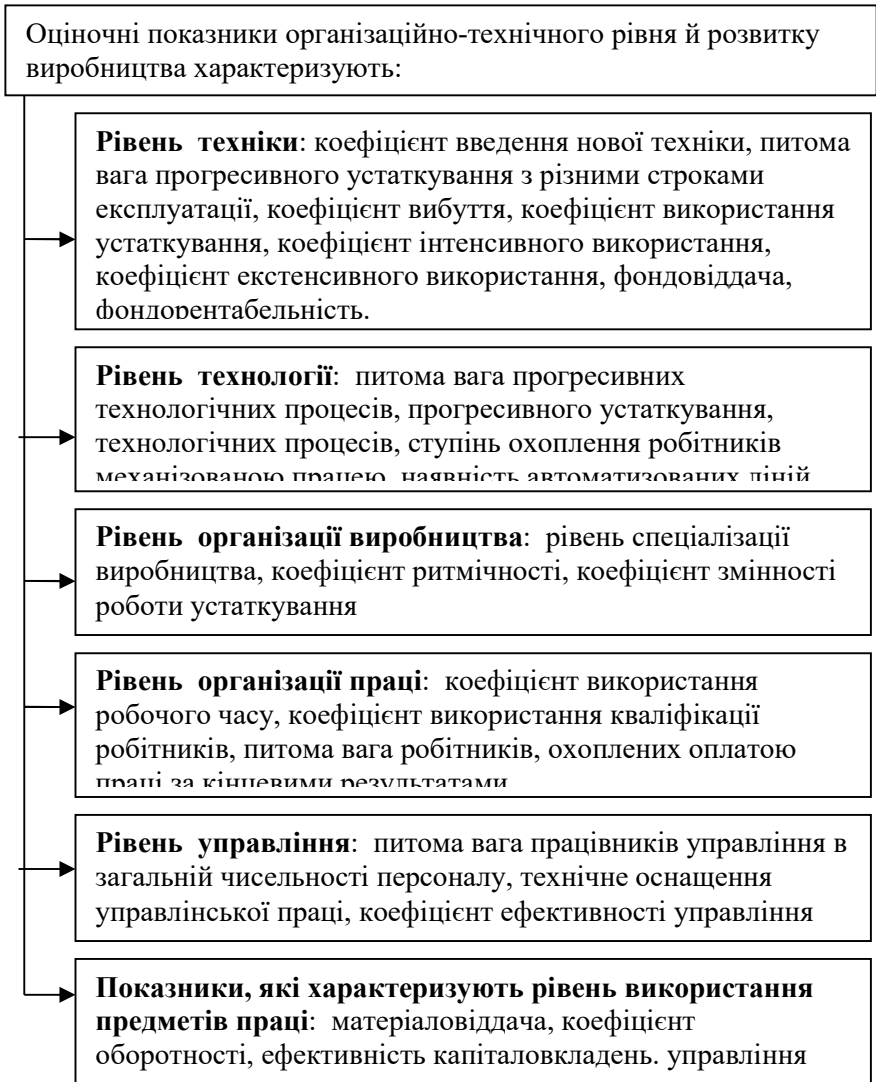 Оціночні показники організаційно-технічного рівня й розвитку
виробництва характеризують:
Рівень техніки: коефіцієнт введення нової техніки, питома
вага прогресивного устаткування з різними строками
експлуатації, коефіцієнт вибуття, коефіцієнт використання
устаткування, коефіцієнт інтенсивного використання,
коефіцієнт екстенсивного використання, фондовіддача,
фондорентабельність.
Рівень технології: питома вага прогресивних
технологічних процесів, прогресивного устаткування,
технологічних процесів, ступінь охоплення робітників
механізованою працею, наявність автоматизованих ліній
Рівень організації виробництва: рівень спеціалізації
виробництва, коефіцієнт ритмічності, коефіцієнт змінності
роботи устаткування
Рівень організації праці: коефіцієнт використання
робочого часу, коефіцієнт використання кваліфікації
робітників, питома вага робітників, охоплених оплатою
праці за кінцевими результатами
Рівень управління: питома вага працівників управління в
загальній чисельності персоналу, технічне оснащення
управлінської праці, коефіцієнт ефективності управління
Показники, які характеризують рівень використання
предметів праці: матеріаловіддача, коефіцієнт
оборотності, ефективність капіталовкладень. управління